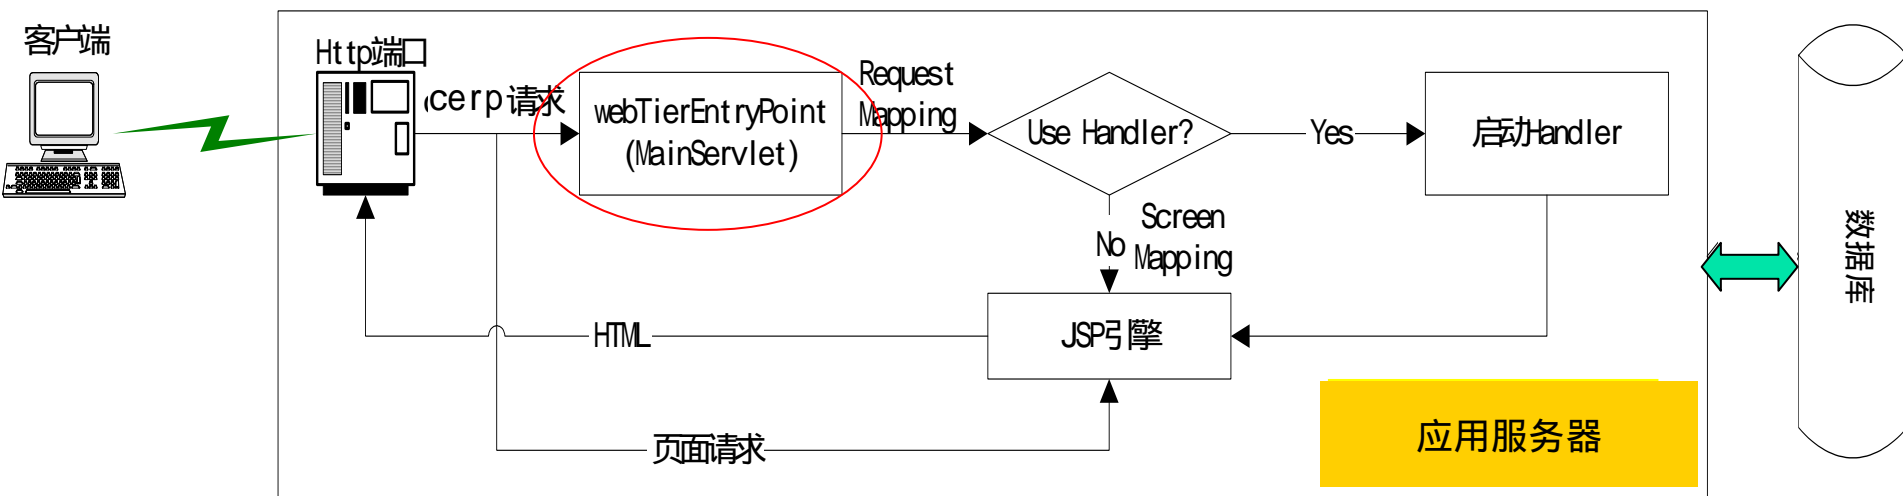 客户端
Http端口
cerp请求
webTierEntryPoint
(MainServlet)
Request
Mapping
Use Handler?
Yes
启动Handler
No
Screen
Mapping
JSP引擎
HTML
页面请求
应用服务器
数据库